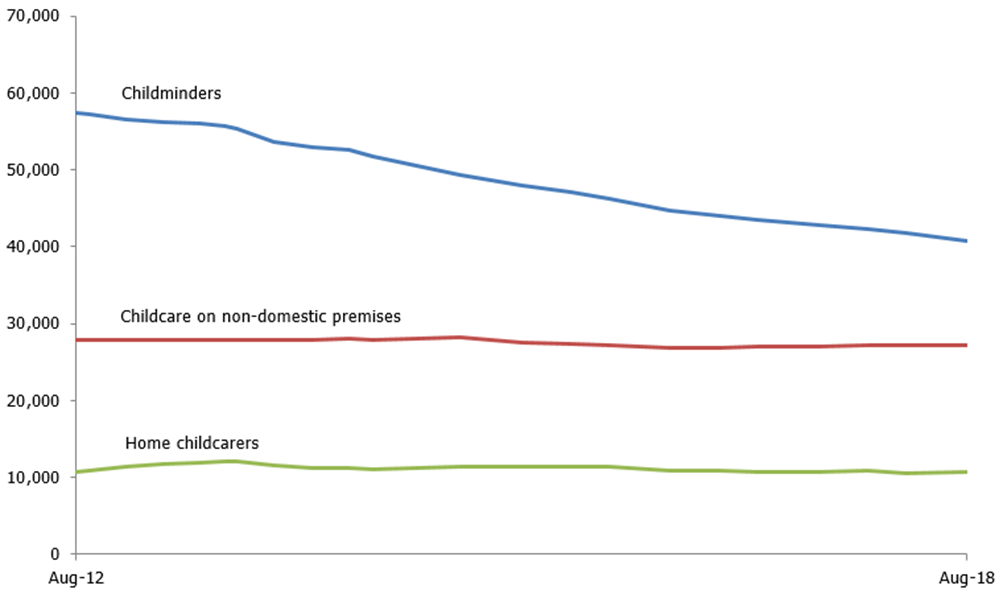 70,000
60,000
Childminders
50,000
40,000
30,000
Childcare on non-domestic premises
20,000
Home childcarers
10,000
0
Aug-12 Aug-18